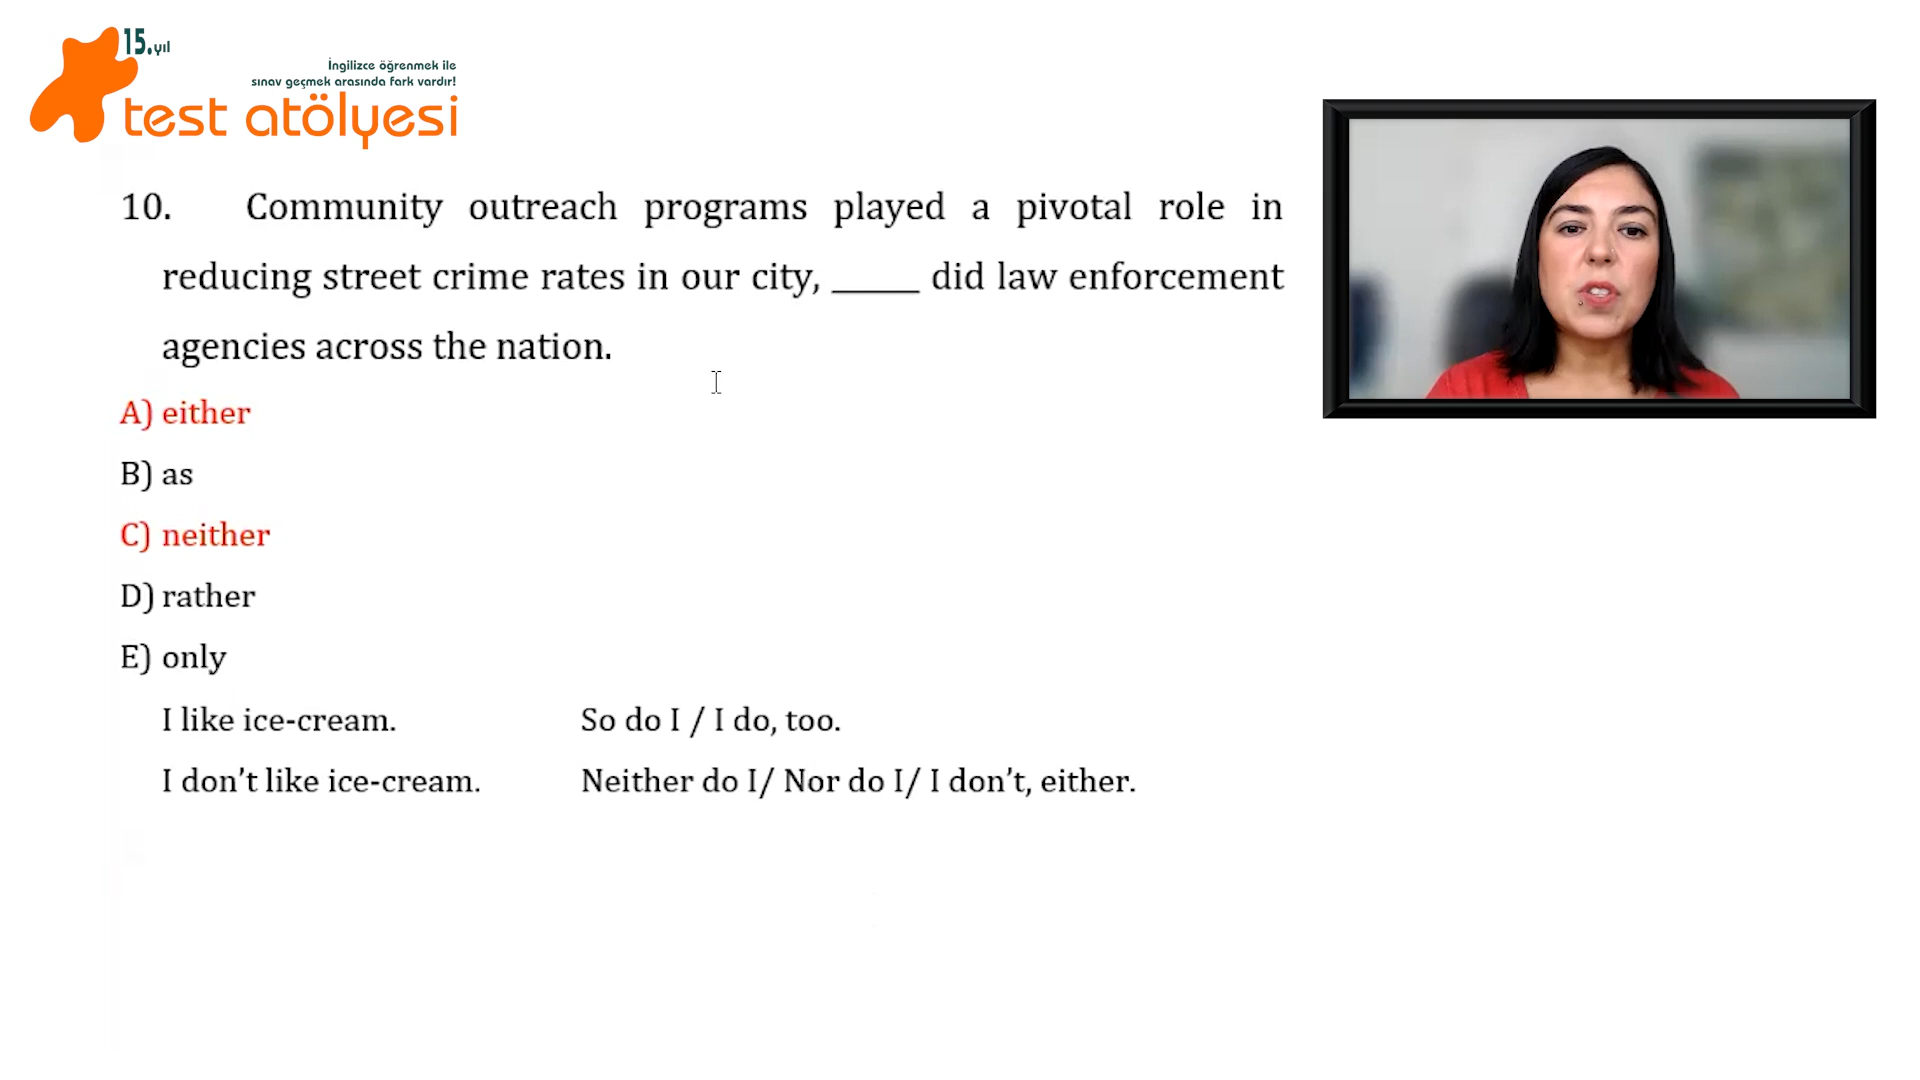 15.yıl
İngilizce öğrenmek ile
sınav geçmek arasında fark vardır!
test atölyesi
10. Community outreach programs played a pivotal role in
reducing street crime rates in our city, _____ did law enforcement
agencies across the nation.
A) either
B) as
C) neither
D) rather
E) only
I like ice-cream. So do I / I do, too.
I don’t like ice-cream. Neither do I/ Nor do I/ I don’t, either.